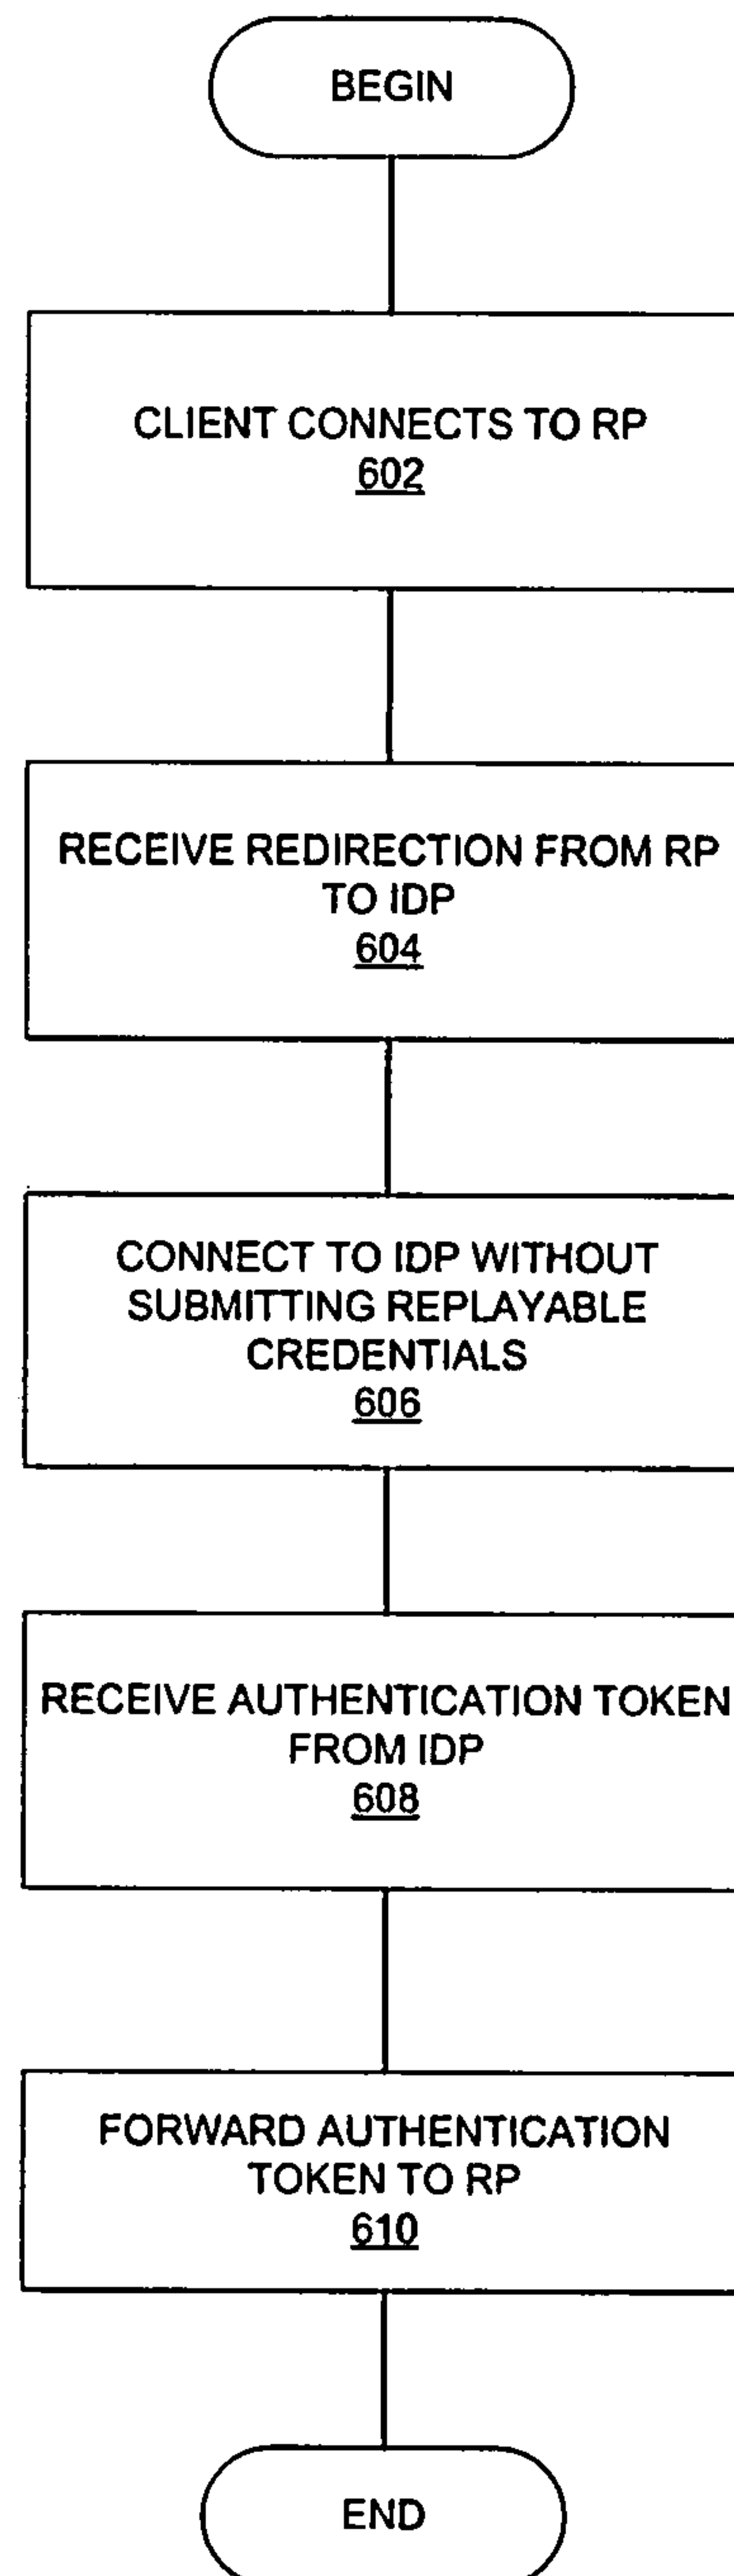 BEGIN
CLIENT CONNECTS TO RP
602
RECEIVE REDIRECTION FROM RP
TO IDP
604
CONNECT TO IDP WITHOUT
SUBMITTING REPLAYABLE
CREDENTIALS
606
RECEIVE AUTHENTICATION TOKEN
FROM IDP
608
FORWARD AUTHENTICATION
TOKEN TO RP
610
END